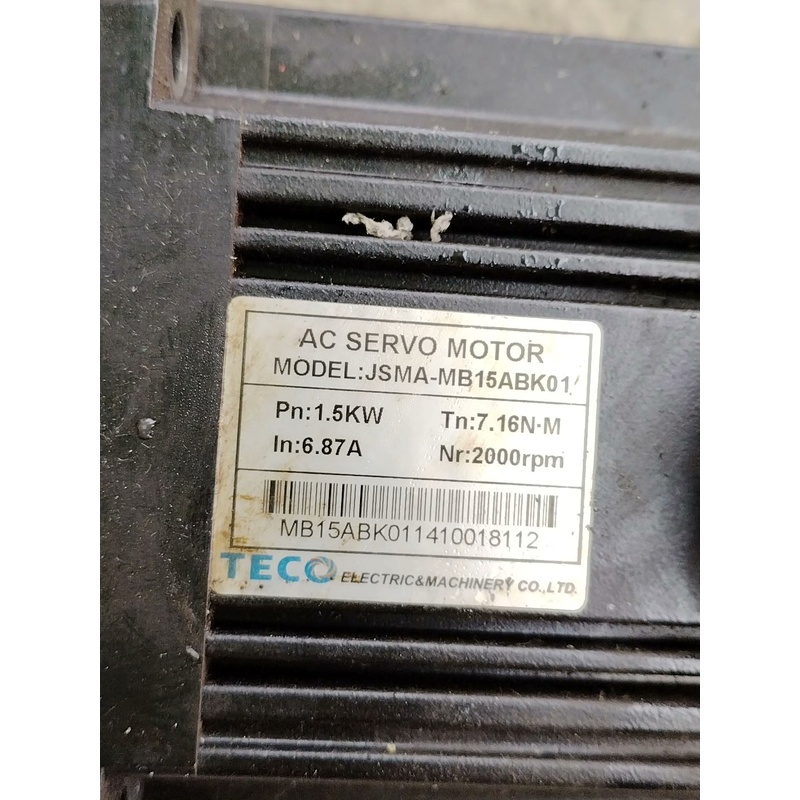 AC SERVO MOTOR
MODEL:JSMA-MB15ABK01
Pn:1.5KW Tn:7.16N·M
In:6.87A Nr:2000rpm
MB15ABK011410018112
TECO ELECTRIC&MACHINERY CO.,LTD.